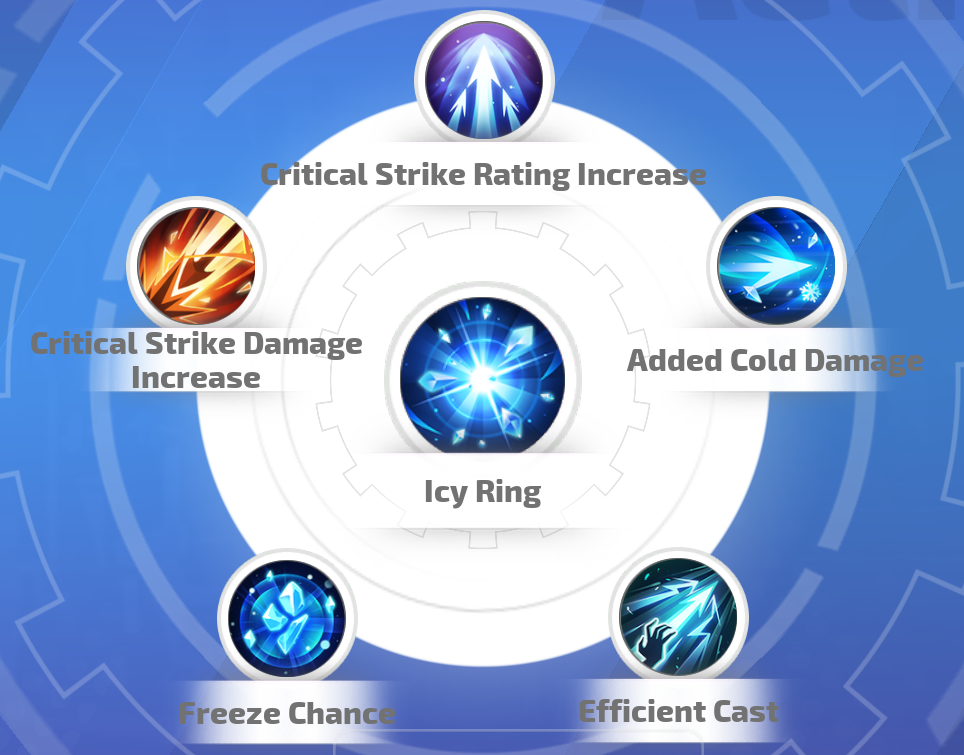 Critical Strike Rating Increase
Critical Strike Damage
Increase
Added Cold Damage
Icy Ring
Freeze Chance
Efficient Cast